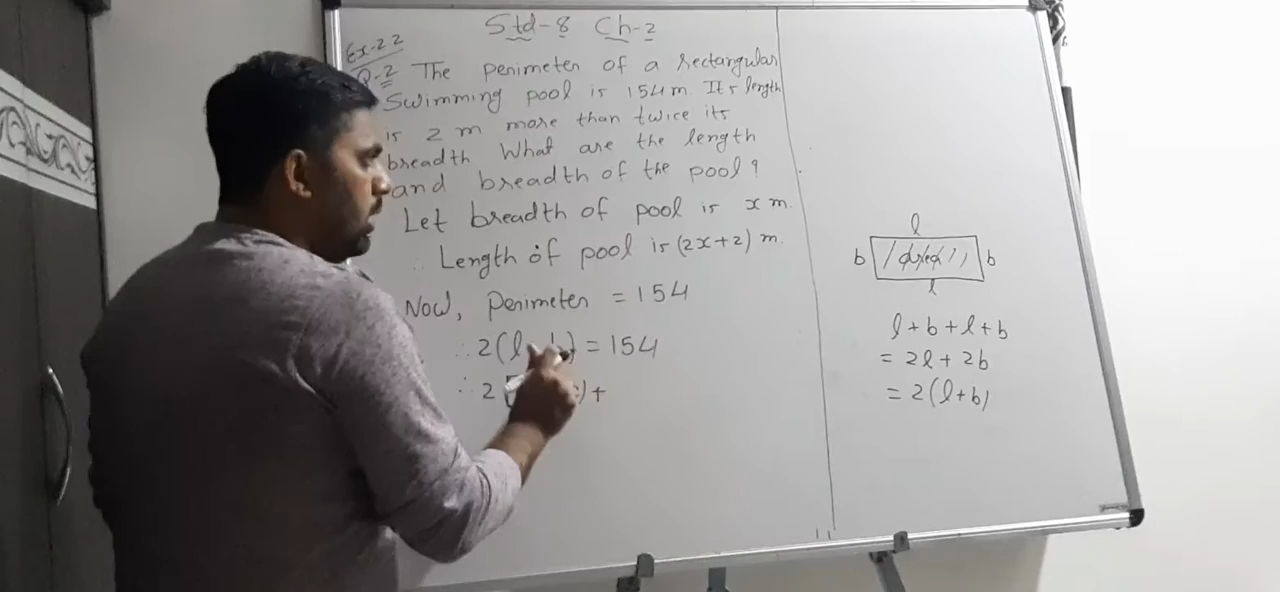 Std-8 Ch-2
Ex-2.2
Q-2 The perimeter of a rectangular
Swimming pool is 154m Its length
is 2 m more than twice its
breadth What are the length
and breadth of the pool?
Let breadth of pool is x m.
∴ Length of pool is (2x+2) m.
Now, Perimeter = 154
∴ 2(l+b) = 154
∴ 2 [ ) +
l
b b
l
l+b+l+b
= 2l+2b
= 2(l+b)